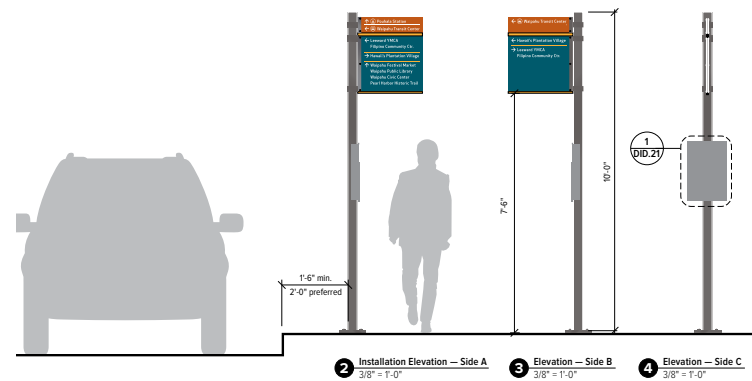 ↑ Pouhala Station
← Waipahu Transit Center
← Leeward YMCA
Filipino Community Ctr.
→ Hawaii's Plantation Village
↑ Waipahu Festival Market
Waipahu Public Library
Waipahu Civic Center
Pearl Harbor Historic Trail
← Waipahu Transit Center
← Hawaii's Plantation Village
→ Leeward YMCA
Filipino Community Ctr.
1
DID.21
10'-0"
7'-6"
1'-6" min.
2'-0" preferred
2 Installation Elevation — Side A
3/8" = 1'-0"
3 Elevation — Side B
3/8" = 1'-0"
4 Elevation — Side C
3/8" = 1'-0"